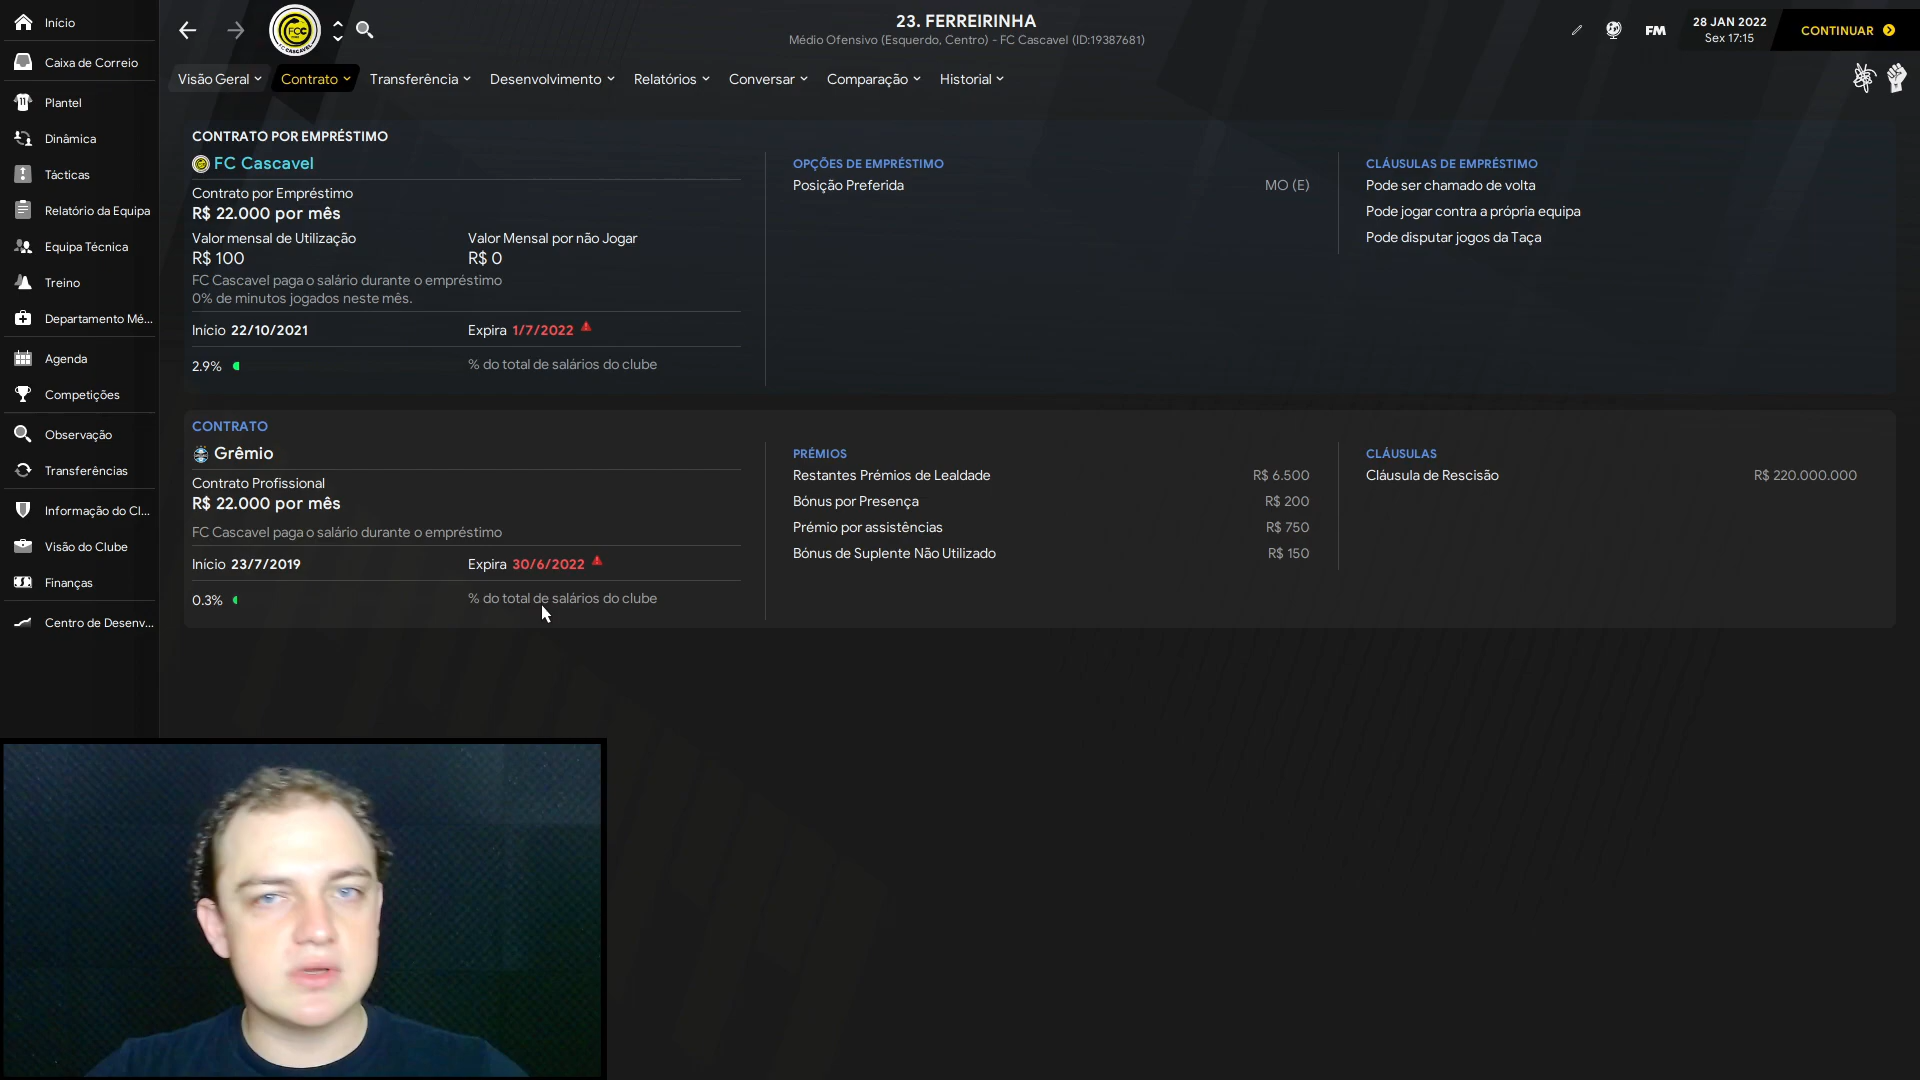 Início
Caixa de Correio
Plantel
Dinâmica
Tácticas
Relatório da Equipa
Equipa Técnica
Treino
Departamento Mé...
Agenda
Competições
Observação
Transferências
Informação do Cl...
Visão do Clube
Finanças
Centro de Desenv...
23. FERREIRINHA
Médio Ofensivo (Esquerdo, Centro) - FC Cascavel (ID:19387681)
FM
28 JAN 2022
Sex 17:15
CONTINUAR
Visão Geral
Contrato
Transferência
Desenvolvimento
Relatórios
Conversar
Comparação
Historial
CONTRATO POR EMPRÉSTIMO
FC Cascavel
Contrato por Empréstimo
R$ 22.000 por mês
Valor mensal de Utilização
Valor Mensal por não Jogar
R$ 100
R$ 0
FC Cascavel paga o salário durante o empréstimo
0% de minutos jogados neste mês.
Início 22/10/2021
Expira 1/7/2022
2.9%
% do total de salários do clube
OPÇÕES DE EMPRÉSTIMO
Posição Preferida
MO (E)
CLÁUSULAS DE EMPRÉSTIMO
Pode ser chamado de volta
Pode jogar contra a própria equipa
Pode disputar jogos da Taça
CONTRATO
Grêmio
Contrato Profissional
R$ 22.000 por mês
FC Cascavel paga o salário durante o empréstimo
Início 23/7/2019
Expira 30/6/2022
0.3%
% do total de salários do clube
PRÉMIOS
Restantes Prémios de Lealdade
R$ 6.500
Bónus por Presença
R$ 200
Prémio por assistências
R$ 750
Bónus de Suplente Não Utilizado
R$ 150
CLÁUSULAS
Cláusula de Rescisão
R$ 220.000.000